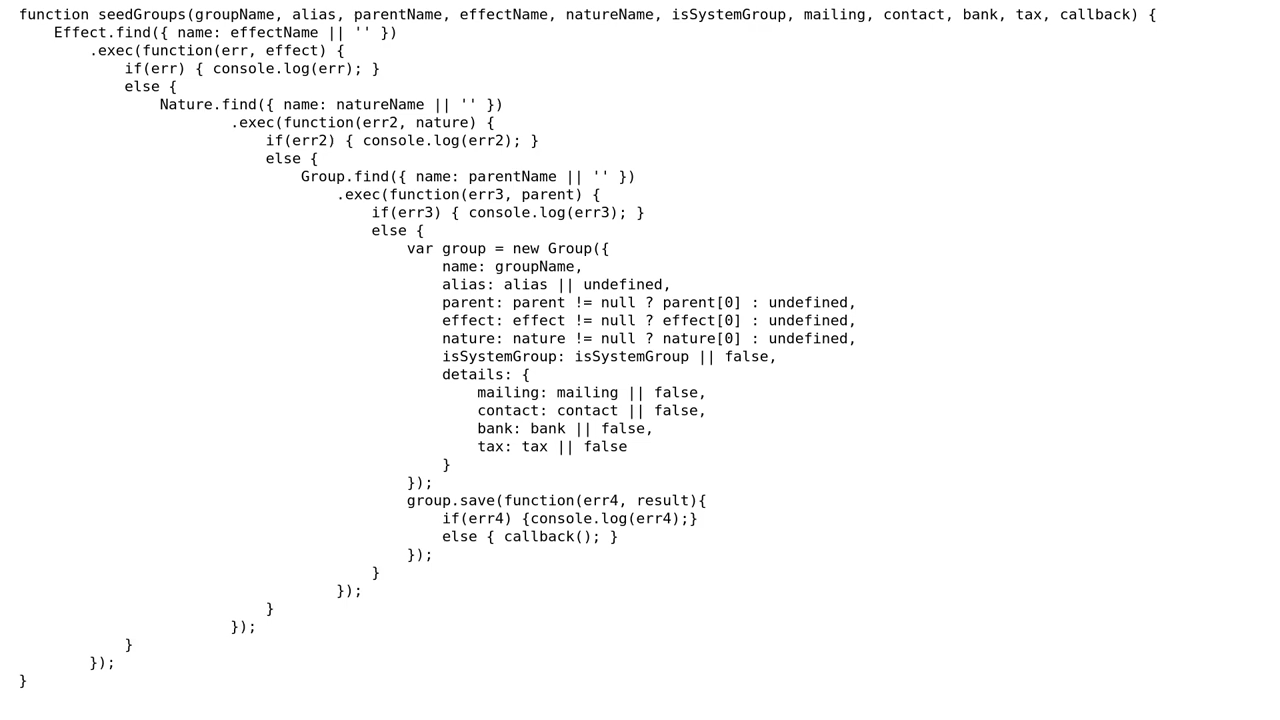 function seedGroups(groupName, alias, parentName, effectName, natureName, isSystemGroup, mailing, contact, bank, tax, callback) {
    Effect.find({ name: effectName || '' })
        .exec(function(err, effect) {
            if(err) { console.log(err); }
            else {
                Nature.find({ name: natureName || '' })
                        .exec(function(err2, nature) {
                            if(err2) { console.log(err2); }
                            else {
                                Group.find({ name: parentName || '' })
                                    .exec(function(err3, parent) {
                                        if(err3) { console.log(err3); }
                                        else {
                                            var group = new Group({
                                                name: groupName,
                                                alias: alias || undefined,
                                                parent: parent != null ? parent[0] : undefined,
                                                effect: effect != null ? effect[0] : undefined,
                                                nature: nature != null ? nature[0] : undefined,
                                                isSystemGroup: isSystemGroup || false,
                                                details: {
                                                    mailing: mailing || false,
                                                    contact: contact || false,
                                                    bank: bank || false,
                                                    tax: tax || false
                                                }
                                            });
                                            group.save(function(err4, result){
                                                if(err4) {console.log(err4);}
                                                else { callback(); }
                                            });
                                        }
                                    });
                            }
                        });
            }
        });
}